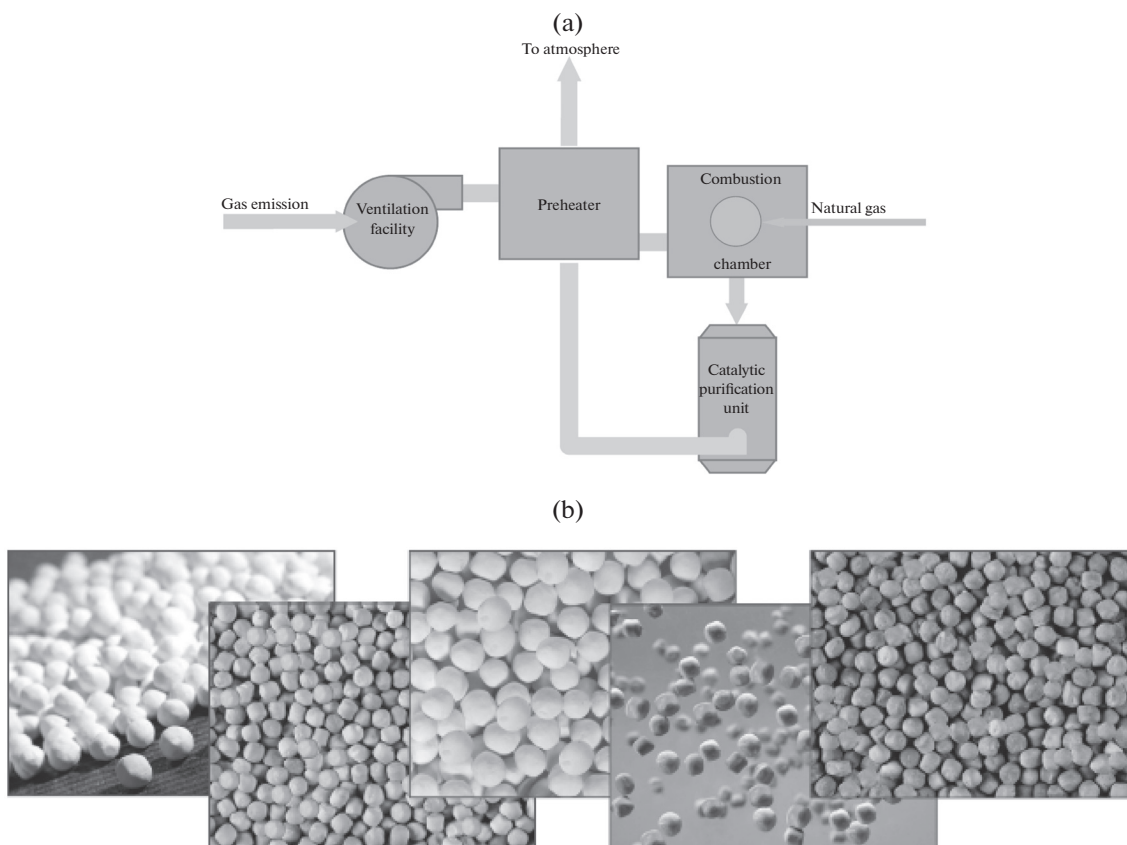 (a)
To atmosphere
Gas emission
Ventilation
facility
Preheater
Combustion
chamber
Natural gas
Catalytic
purification
unit
(b)